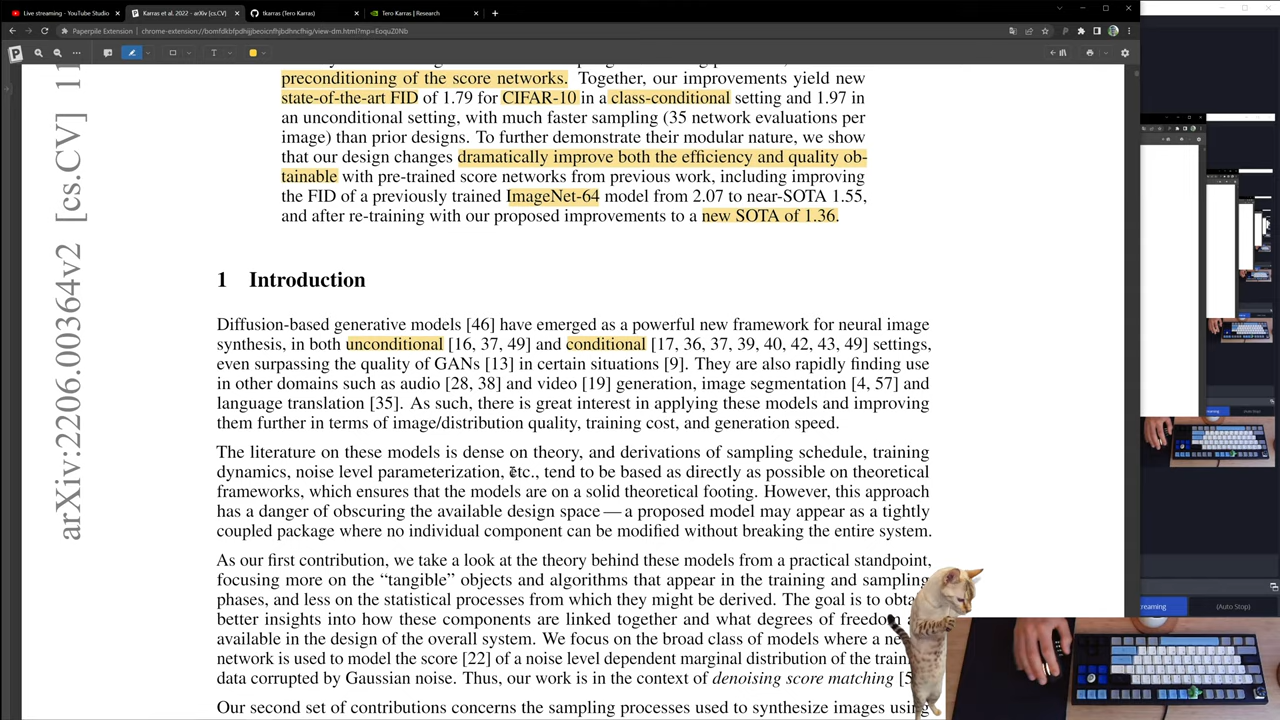 Live streaming - YouTube Studio
Karras et al. 2022 - arXiv [cs.CV]
tkarras (Tero Karras)
Tero Karras | Research
Paperpile Extension
preconditioning of the score networks. Together, our improvements yield new
state-of-the-art FID of 1.79 for CIFAR-10 in a class-conditional setting and 1.97 in
an unconditional setting, with much faster sampling (35 network evaluations per
image) than prior designs. To further demonstrate their modular nature, we show
that our design changes dramatically improve both the efficiency and quality ob-
tainable with pre-trained score networks from previous work, including improving
the FID of a previously trained ImageNet-64 model from 2.07 to near-SOTA 1.55,
and after re-training with our proposed improvements to a new SOTA of 1.36.
arXiv:2206.00364v2 [cs.CV] 11
1 Introduction
Diffusion-based generative models [46] have emerged as a powerful new framework for neural image
synthesis, in both unconditional [16, 37, 49] and conditional [17, 36, 37, 39, 40, 42, 43, 49] settings,
even surpassing the quality of GANs [13] in certain situations [9]. They are also rapidly finding use
in other domains such as audio [28, 38] and video [19] generation, image segmentation [4, 57] and
language translation [35]. As such, there is great interest in applying these models and improving
them further in terms of image/distribution quality, training cost, and generation speed.
The literature on these models is dense on theory, and derivations of sampling schedule, training
dynamics, noise level parameterization, etc., tend to be based as directly as possible on theoretical
frameworks, which ensures that the models are on a solid theoretical footing. However, this approach
has a danger of obscuring the available design space — a proposed model may appear as a tightly
coupled package where no individual component can be modified without breaking the entire system.
As our first contribution, we take a look at the theory behind these models from a practical standpoint,
focusing more on the “tangible” objects and algorithms that appear in the training and sampling
phases, and less on the statistical processes from which they might be derived. The goal is to obta
better insights into how these components are linked together and what degrees of freedom
available in the design of the overall system. We focus on the broad class of models where a ne
network is used to model the score [22] of a noise level dependent marginal distribution of the train
data corrupted by Gaussian noise. Thus, our work is in the context of denoising score matching [5
Our second set of contributions concerns the sampling processes used to synthesize images using
reaming
(Auto Stop)